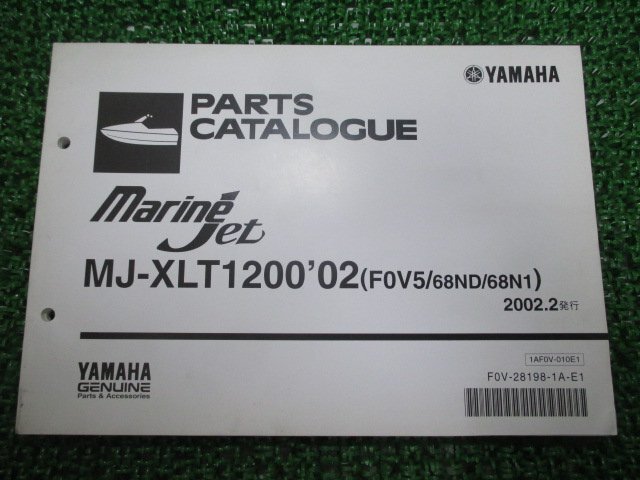 YAMAHA
PARTS
CATALOGUE
Marine Jet
MJ-XLT1200'02(F0V5/68ND/68N1)
2002.2発行
YAMAHA
GENUINE
Parts & Accessories
1AF0V-010E1
F0V-28198-1A-E1